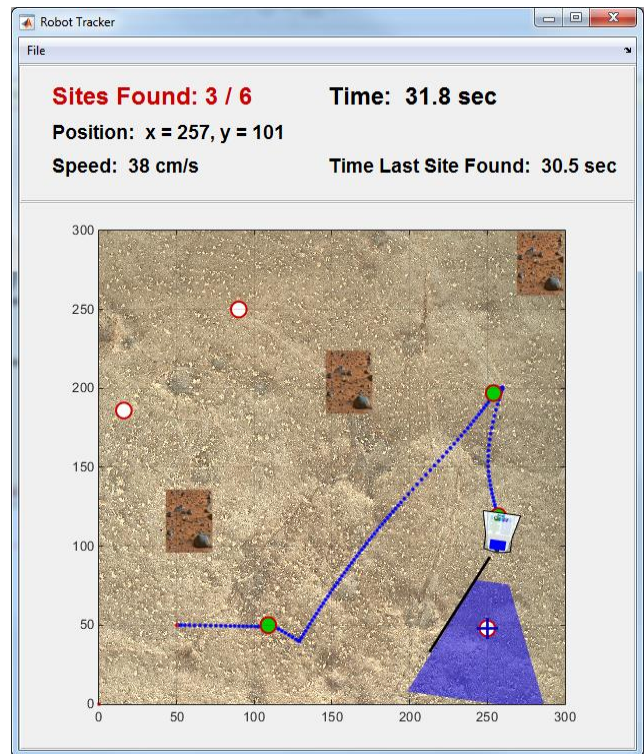 Robot Tracker
File
Sites Found: 3 / 6
Time: 31.8 sec
Position: x = 257, y = 101
Speed: 38 cm/s
Time Last Site Found: 30.5 sec
300
250
200
150
100
50
0
0
50
100
150
200
250
300